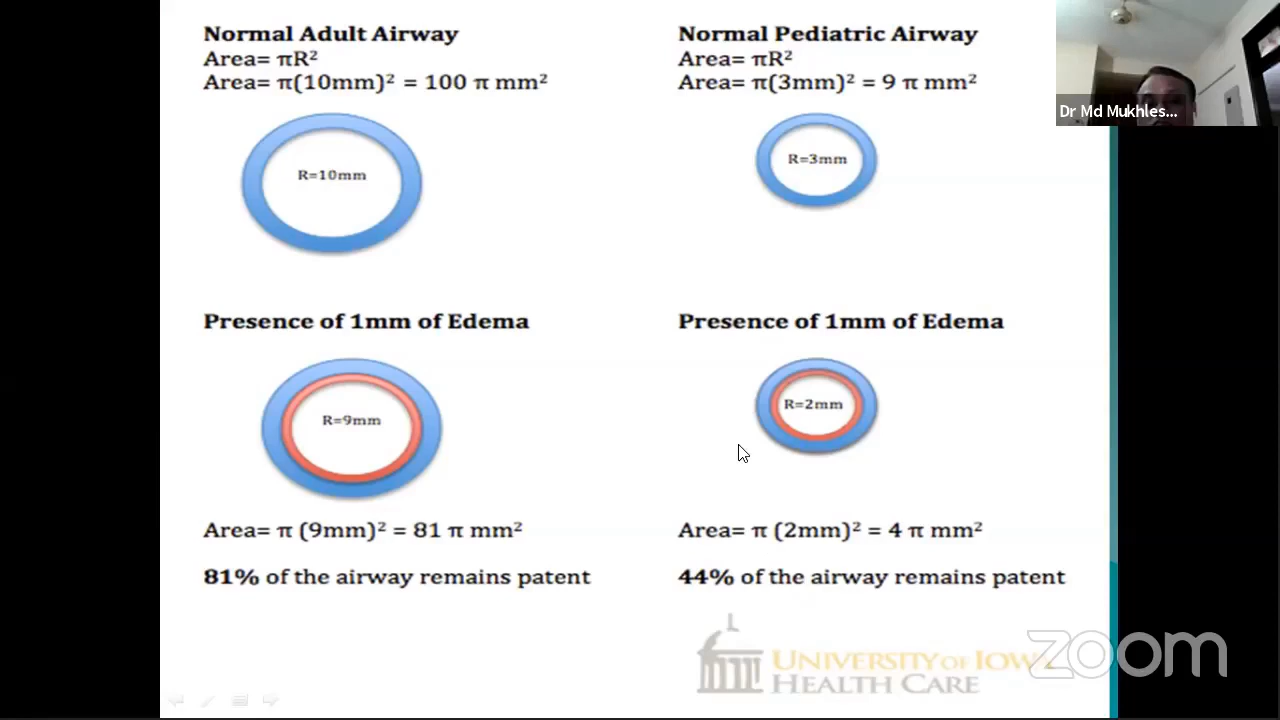 Normal Adult Airway
Area= πR²
Area= π(10mm)² = 100 π mm²
R=10mm
Normal Pediatric Airway
Area= πR²
Area= π(3mm)² = 9 π mm²
R=3mm
Dr Md Mukhles...
Presence of 1mm of Edema
R=9mm
Area= π (9mm)² = 81 π mm²
81% of the airway remains patent
Presence of 1mm of Edema
R=2mm
Area= π (2mm)² = 4 π mm²
44% of the airway remains patent
UNIVERSITY OF IOWA
HEALTH CARE
zoom